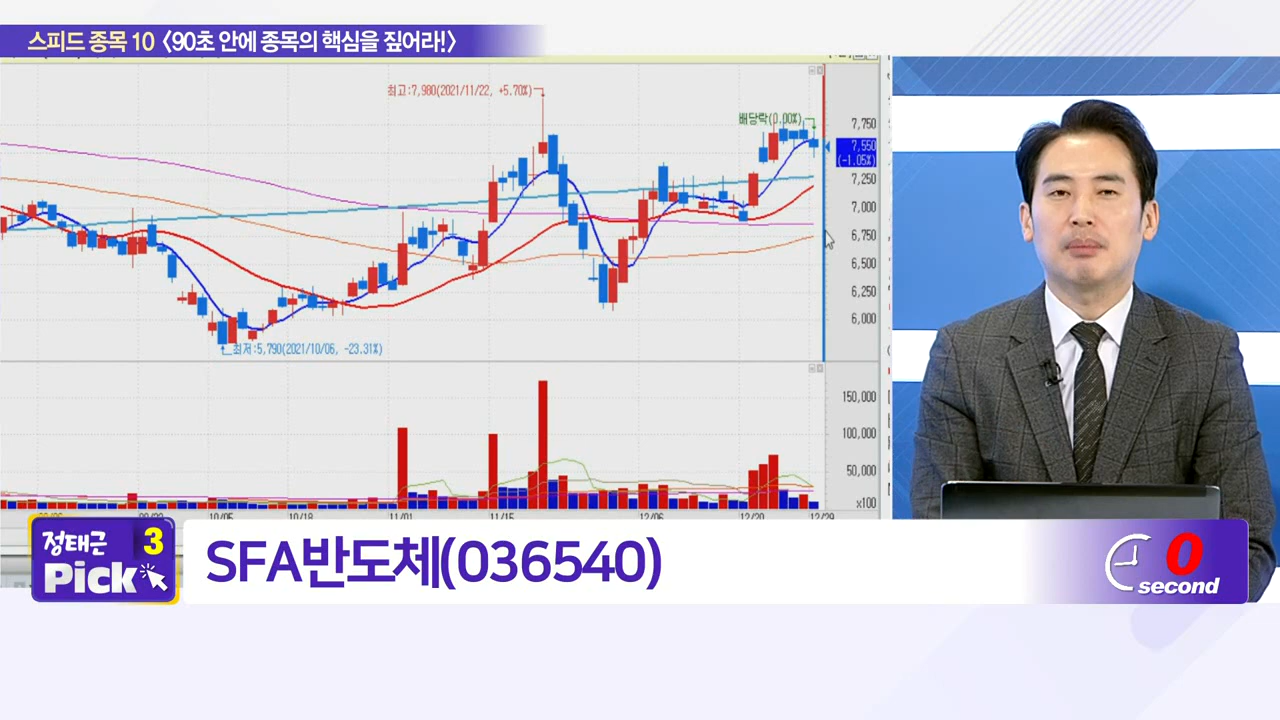 스피드 종목 10 〈90초 안에 종목의 핵심을 짚어라!〉
최고:7,980(2021/11/22, +5.70%)
배당락(0.00%)
7,750
7,550
(-1.05%)
7,250
7,000
6,750
6,500
6,250
6,000
최저:5,790(2021/10/06, -23.31%)
150,000
100,000
50,000
x100
10/05 10/18 11/01 11/15 12/06 12/20 12/29
정태근 3
Pick
SFA반도체(036540)
0
second